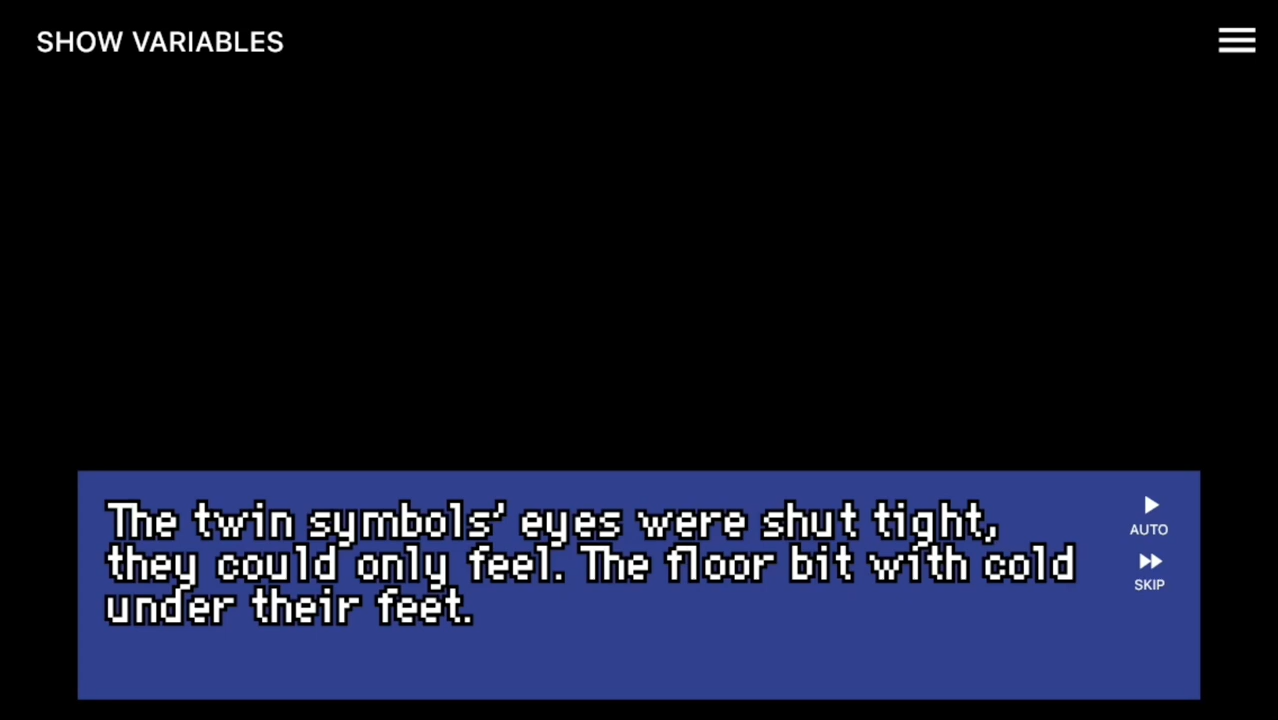 SHOW VARIABLES
The twin symbols' eyes were shut tight,
they could only feel. The floor bit with cold
under their feet.
AUTO
SKIP